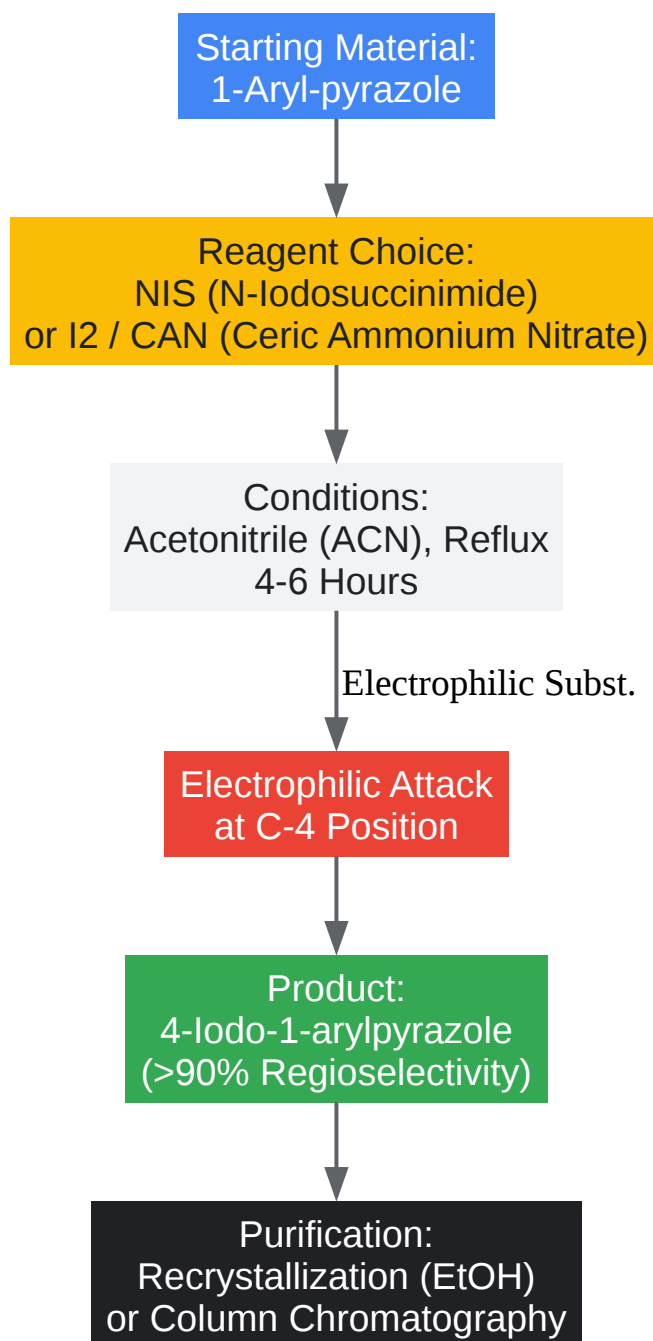 Starting Material:
1-Aryl-pyrazole
Reagent Choice:
NIS (N-Iodosuccinimide)
or I2 / CAN (Ceric Ammonium Nitrate)
Conditions:
Acetonitrile (ACN), Reflux
4-6 Hours
Electrophilic Subst.
Electrophilic Attack
at C-4 Position
Product:
4-Iodo-1-arylpyrazole
(>90% Regioselectivity)
Purification:
Recrystallization (EtOH)
or Column Chromatography